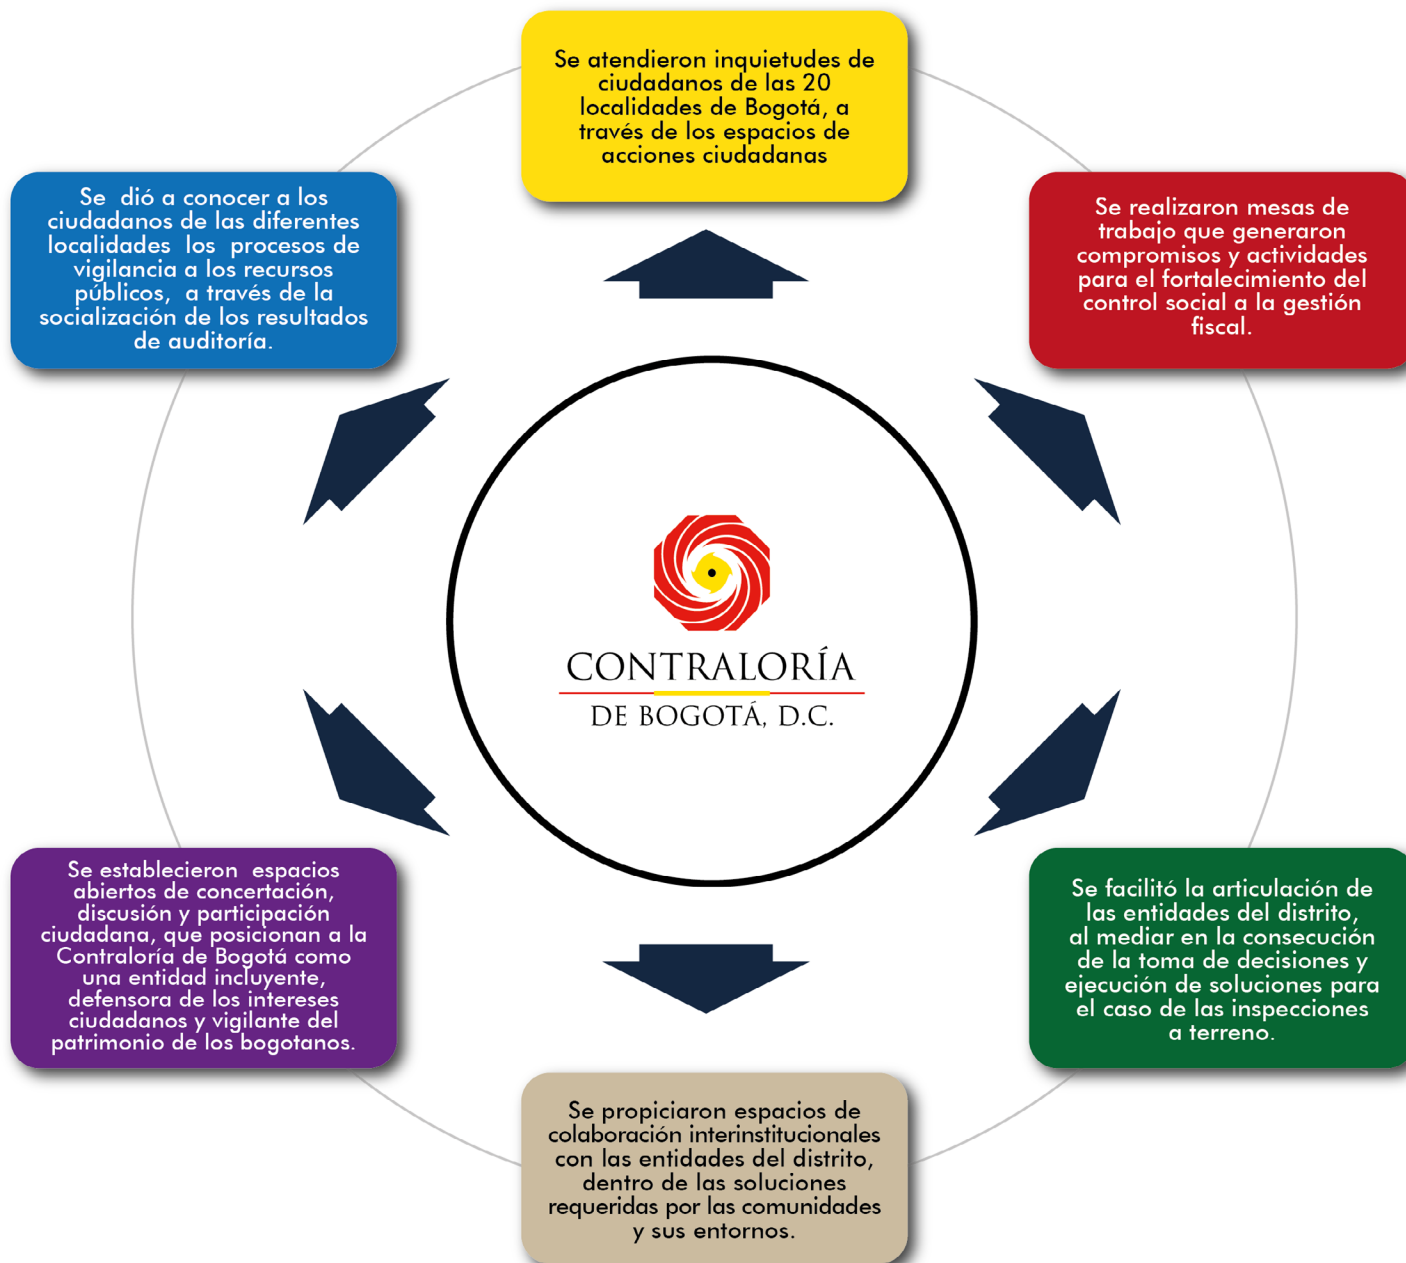 Se atendieron inquietudes de
ciudadanos de las 20
localidades de Bogotá, a
través de los espacios de
acciones ciudadanas
Se realizaron mesas de
trabajo que generaron
compromisos y actividades
para el fortalecimiento del
control social a la gestión
fiscal.
Se facilitó la articulación de
las entidades del distrito,
al mediar en la consecución
de la toma de decisiones y
ejecución de soluciones para
el caso de las inspecciones
a terreno.
Se propiciaron espacios de
colaboración interinstitucionales
con las entidades del distrito,
dentro de las soluciones
requeridas por las comunidades
y sus entornos.
Se establecieron espacios
abiertos de concertación,
discusión y participación
ciudadana, que posicionan a la
Contraloría de Bogotá como
una entidad incluyente,
defensora de los intereses
ciudadanos y vigilante del
patrimonio de los bogotanos.
Se dió a conocer a los
ciudadanos de las diferentes
localidades los procesos de
vigilancia a los recursos
públicos, a través de la
socialización de los resultados
de auditoría.
CONTRALORÍA
DE BOGOTÁ, D.C.